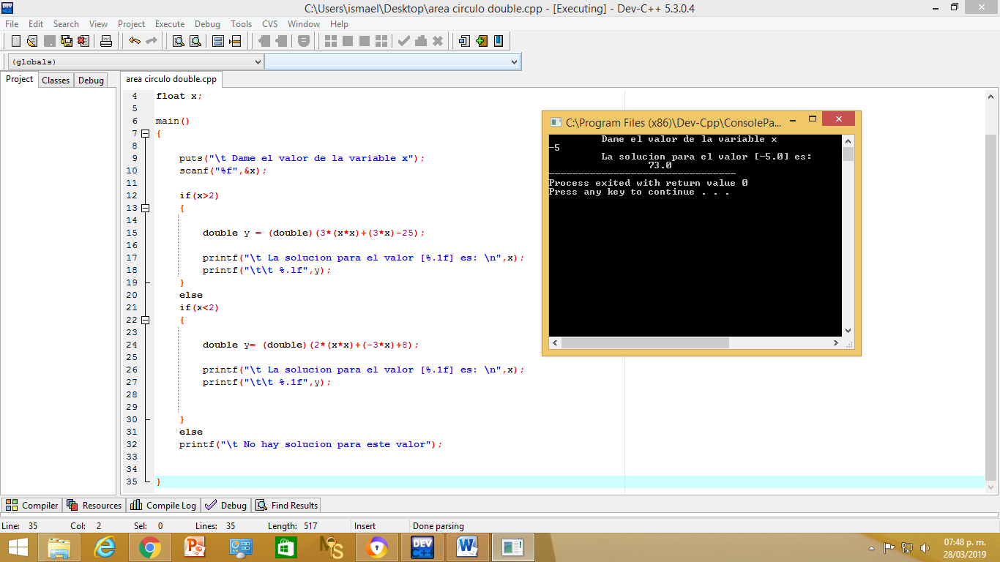 C:\Users\ismael\Desktop\area circulo double.cpp - [Executing] - Dev-C++ 5.3.0.4
File Edit Search View Project Execute Debug Tools CVS Window Help
(globals)
Project Classes Debug
area circulo double.cpp
4 float x;
5
6 main()
7 {
8
9 puts("\t Dame el valor de la variable x");
10 scanf("%f",&x);
11
12 if(x>2)
13 {
14
15 double y = (double)(3*(x*x)+(3*x)-25);
16
17 printf("\t La solucion para el valor [%.1f] es: \n",x);
18 printf("\t\t %.lf",y);
19 }
20 else
21 if(x<2)
22 {
23
24 double y= (double)(2*(x*x)+(-3*x)+8);
25
26 printf("\t La solucion para el valor [%.1f] es: \n",x);
27 printf("\t\t %.1f",y);
28
29
30 }
31 else
32 printf("\t No hay solucion para este valor");
33
34
35 }
C:\Program Files (x86)\Dev-Cpp\ConsolePa...
Dame el valor de la variable x
-5
La solucion para el valor [-5.0] es:
73.0
--------------------------------
Process exited with return value 0
Press any key to continue . . .
Compiler Resources Compile Log Debug Find Results
Line: 35 Col: 2 Sel: 0 Lines: 35 Length: 517 Insert Done parsing
DEV C++
07:48 p. m.
28/03/2019